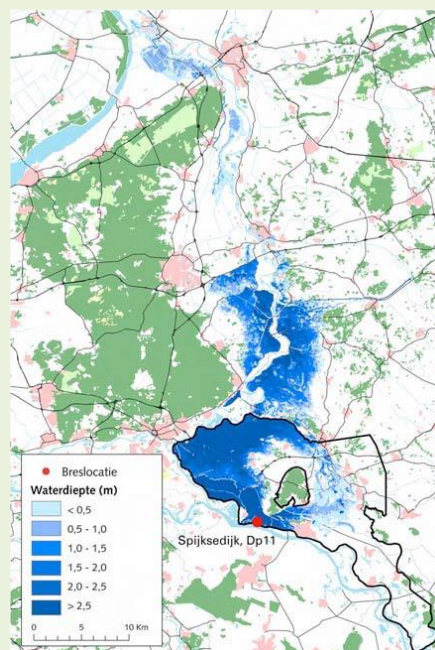 Breslocatie
Waterdiepte (m)
< 0,5
0,5 - 1,0
1,0 - 1,5
1,5 - 2,0
2,0 - 2,5
> 2,5
0 5 10 Km
Spijksedijk, Dp11